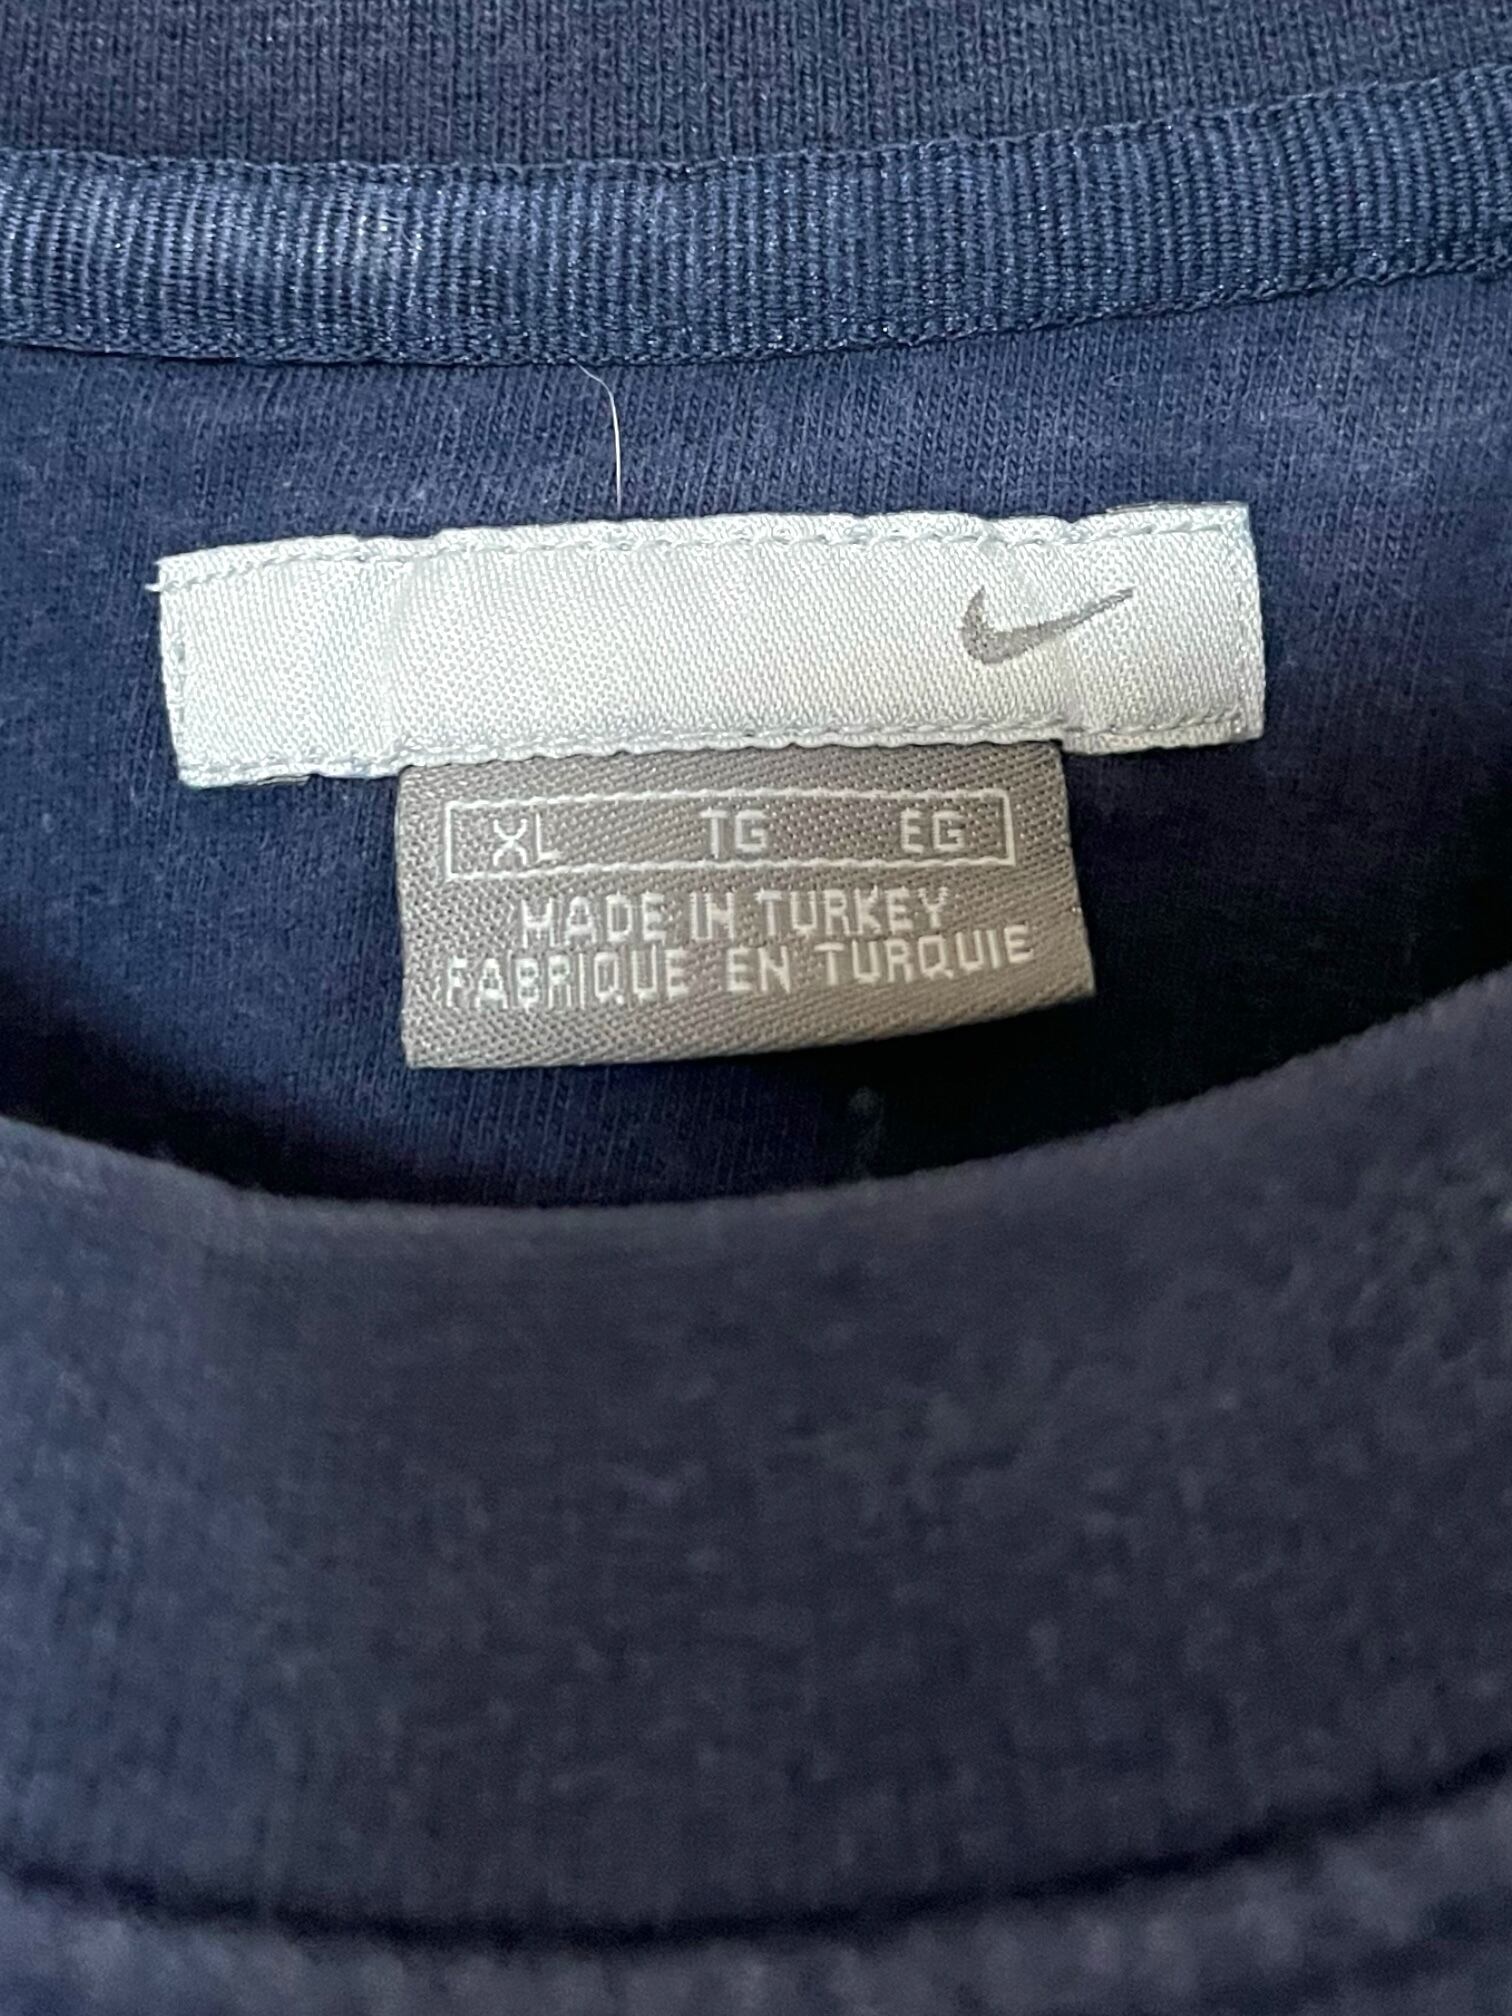 XL TG EG
MADE IN TURKEY
FABRIQUE EN TURQUIE